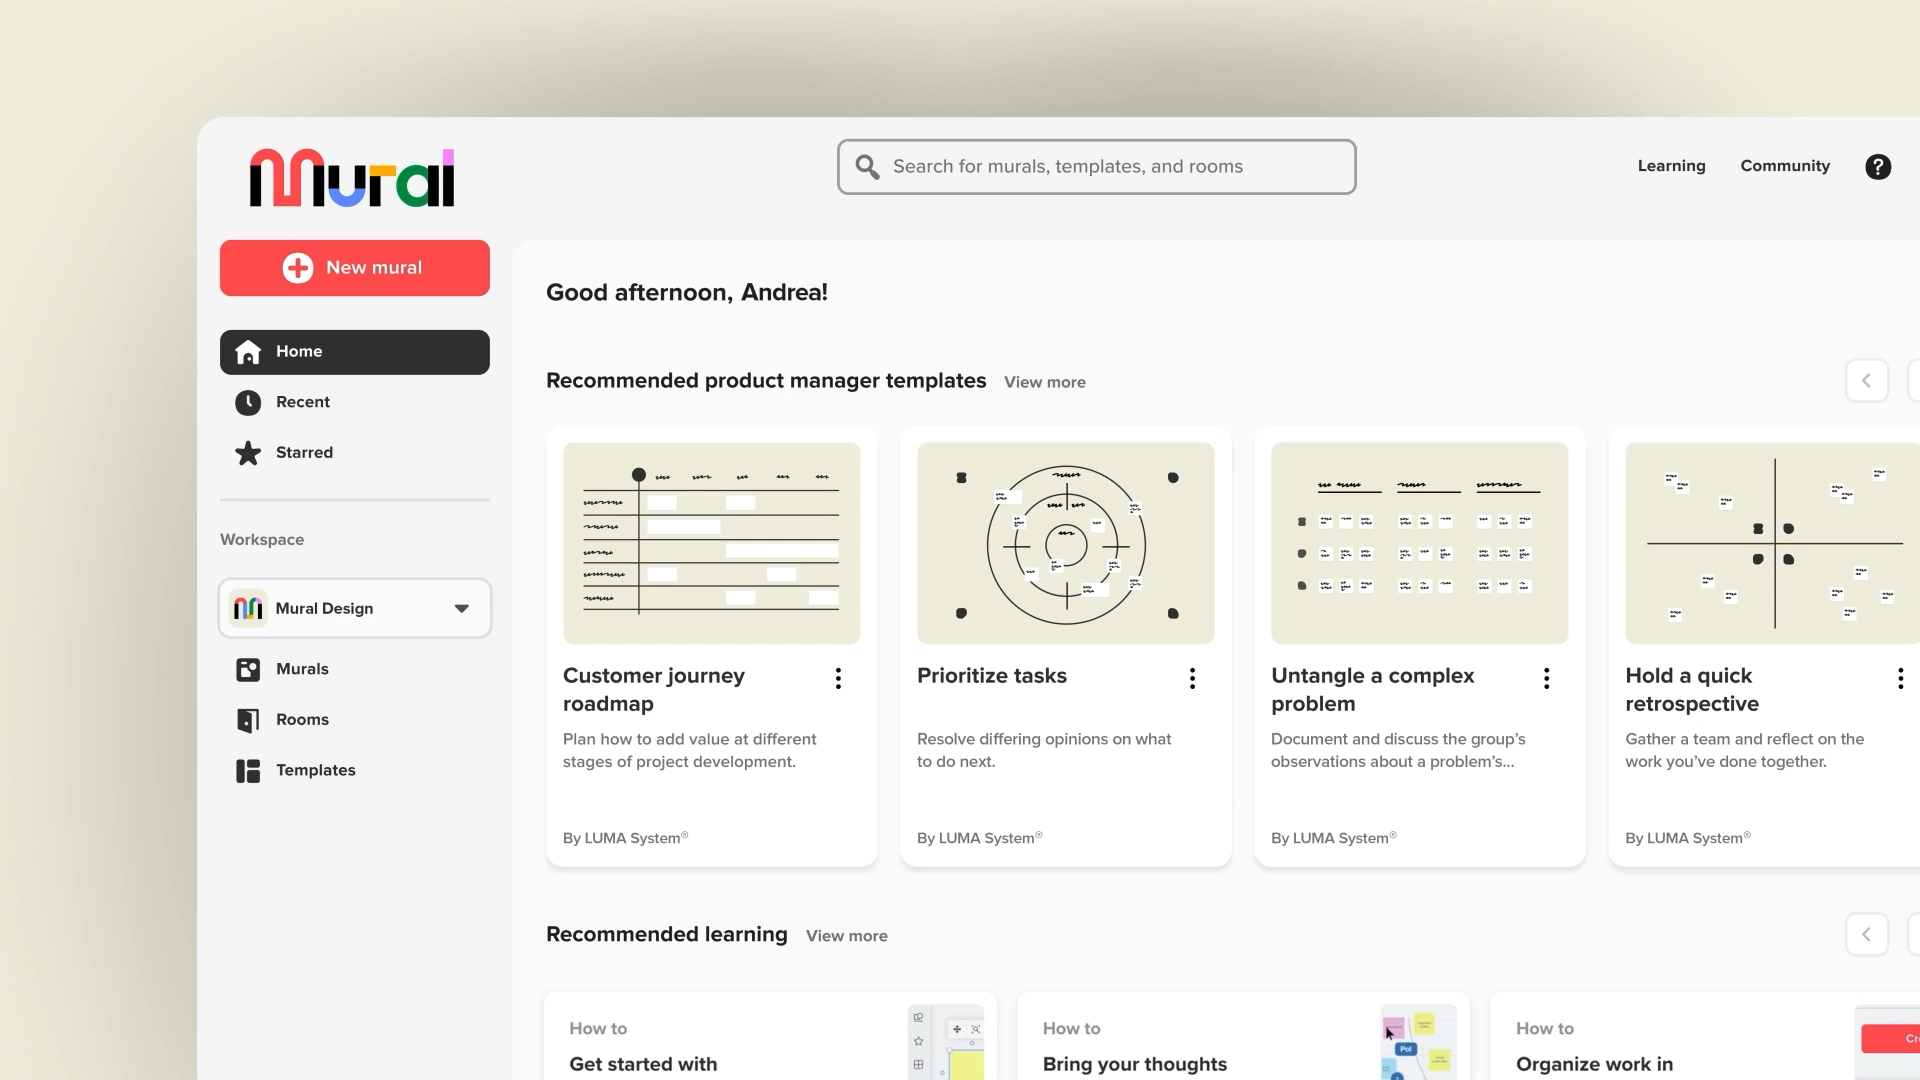 Mural
Search for murals, templates, and rooms
Learning
Community
?
New mural
Home
Recent
Starred
Workspace
Mural Design
Murals
Rooms
Templates
Good afternoon, Andrea!
Recommended product manager templates View more
Customer journey
roadmap
Plan how to add value at different
stages of project development.
By LUMA System®
Prioritize tasks
Resolve differing opinions on what
to do next.
By LUMA System®
Untangle a complex
problem
Document and discuss the group’s
observations about a problem’s...
By LUMA System®
Hold a quick
retrospective
Gather a team and reflect on the
work you’ve done together.
By LUMA System®
Recommended learning View more
How to
Get started with
How to
Bring your thoughts
Pol
How to
Organize work in